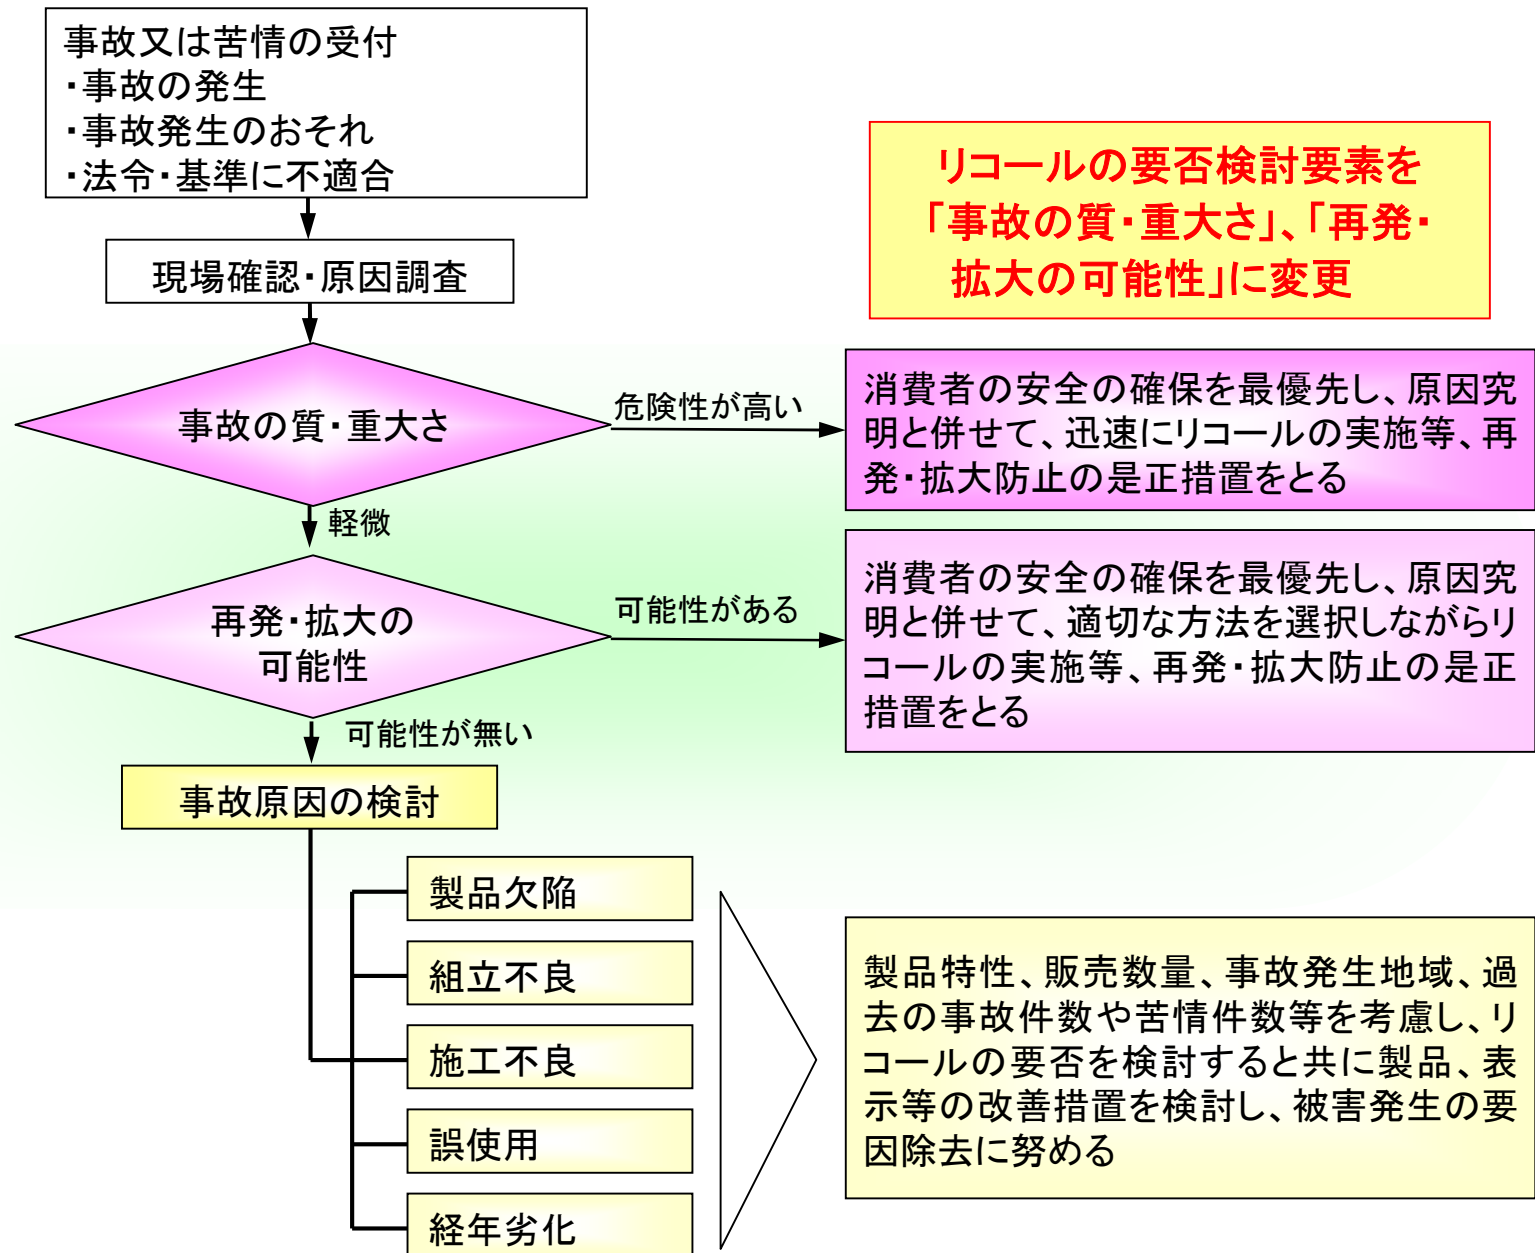 事故又は苦情の受付
・事故の発生
・事故発生のおそれ
・法令・基準に不適合
リコールの要否検討要素を
「事故の質・重大さ」、「再発・
拡大の可能性」に変更
現場確認・原因調査
事故の質・重大さ
危険性が高い
消費者の安全の確保を最優先し、原因究
明と併せて、迅速にリコールの実施等、再
発・拡大防止の是正措置をとる
軽微
再発・拡大の
可能性
可能性がある
消費者の安全の確保を最優先し、原因究
明と併せて、適切な方法を選択しながらリ
コールの実施等、再発・拡大防止の是正
措置をとる
可能性が無い
事故原因の検討
製品欠陥
組立不良
施工不良
誤使用
経年劣化
製品特性、販売数量、事故発生地域、過
去の事故件数や苦情件数等を考慮し、リ
コールの要否を検討すると共に製品、表
示等の改善措置を検討し、被害発生の要
因除去に努める